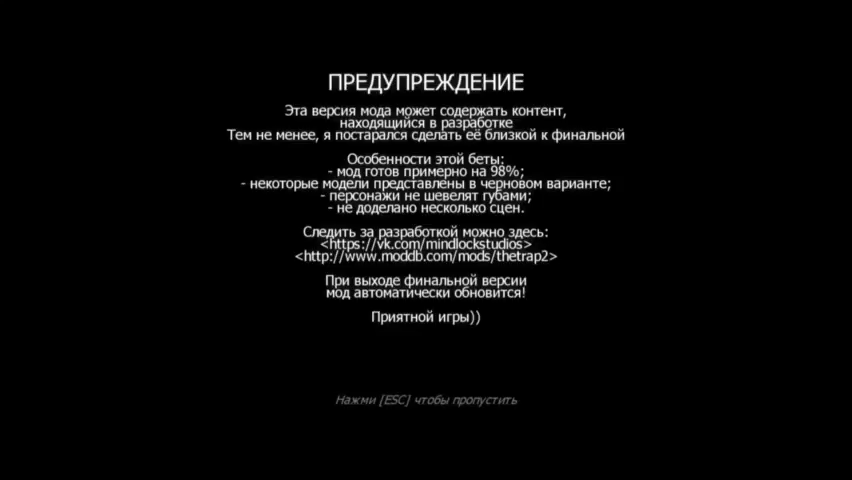 ПРЕДУПРЕЖДЕНИЕ
Эта версия мода может содержать контент,
находящийся в разработке
Тем не менее, я постарался сделать её близкой к финальной
Особенности этой беты:
- мод готов примерно на 98%;
- некоторые модели представлены в черновом варианте;
- персонажи не шевелят губами;
- не доделано несколько сцен.
Следить за разработкой можно здесь:
<https://vk.com/mindlockstudios>
<http://www.moddb.com/mods/thetrap2>
При выходе финальной версии
мод автоматически обновится!
Приятной игры))
Нажми [ESC] чтобы пропустить